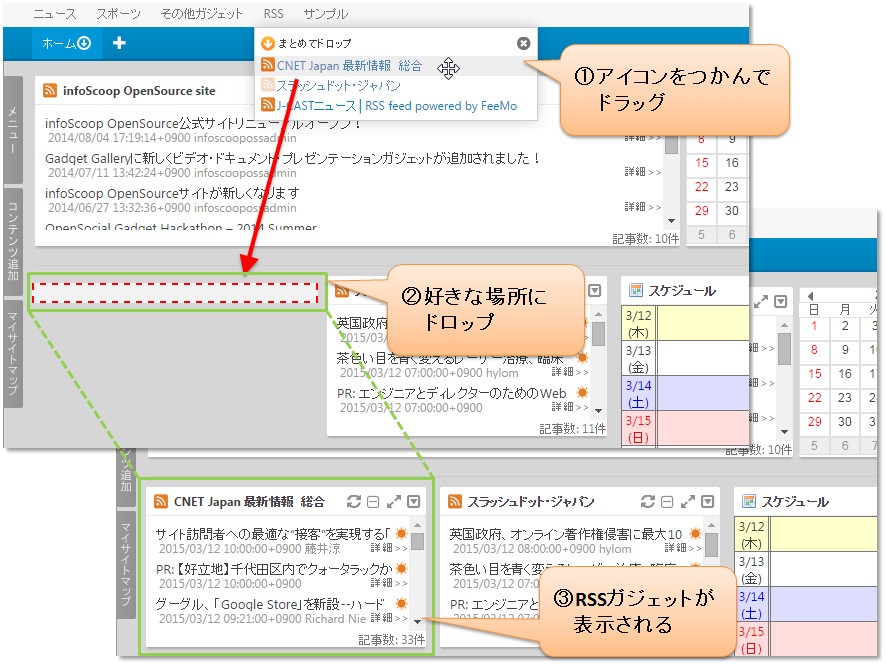 ニュース スポーツ その他ガジェット RSS サンプル
ホーム
まとめてドロップ
CNET Japan 最新情報 総合
スラッシュドット・ジャパン
J-CASTニュース | RSS feed powered by FeeMo
①アイコンをつかんで
ドラッグ
メニュー
コンテンツ追加
マイサイトマップ
infoScoop OpenSource site
infoScoop OpenSource公式サイトリニューアルオープン！
2014/08/04 17:19:14+0900 infoscoopossadmin
詳細>>
Gadget Galleryに新しくビデオ・ドキュメント・プレゼンテーションガジェットが追加されました！
2014/07/11 13:42:24+0900 infoscoopossadmin
詳細>>
infoScoop OpenSourceサイトが新しくなります
2014/06/27 13:32:36+0900 infoscoopossadmin
詳細>>
OpenSocial Gadget Hackathon – 2014 Summer
記事数: 10件
8 9
15 16
22 23
29 30
5 6
②好きな場所に
ドロップ
英国政府
2015/03/
茶色い目を青く変えるレーザー治療、臨床
2015/03/12 07:00:00+0900 hylom
詳細>>
PR: エンジニアとディレクターのためのWeb
2015/03/12 07:00:00+0900
詳細>>
記事数: 11件
スケジュール
3/12
(木)
3/13
(金)
3/14
(土)
3/15
(日)
細>>
細>>
細>>
記事数: 10件
日 月 火
1 2
8 9 10
15 16 17
22 23 2
29 30
5 6 7
ツ追加
マイサイトマップ
CNET Japan 最新情報 総合
サイト訪問者への最適な"接客"を実現する「
2015/03/12 10:00:00+0900 藤井涼
詳細>>
PR:【好立地】千代田区内でクォータラックか
2015/03/12 10:00:00+0900
詳細>>
グーグル、「Google Store」を新設--ハード
2015/03/12 09:21:00+0900 Richard Nie
詳細>>
記事数: 33件
スラッシュドット・ジャパン
英国政府、オンライン著作権侵害に最大10
2015/03/12 08:00:00+0900 hylom
詳細>>
茶色い目を青く変える
2015/03/12 07:0
PR: エンジニアと
2015/03/12 07:
③RSSガジェットが
表示される
スケジュール
3/12
(木)
3/13
(金)
3/14
(土)
3/15
(日)